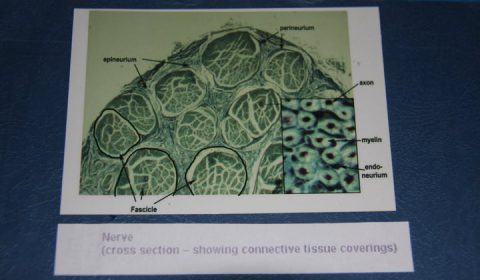 perineurium
epineurium
axon
myelin
endo-
neurium
Fascicle
Nerve
(cross section – showing connective tissue coverings)